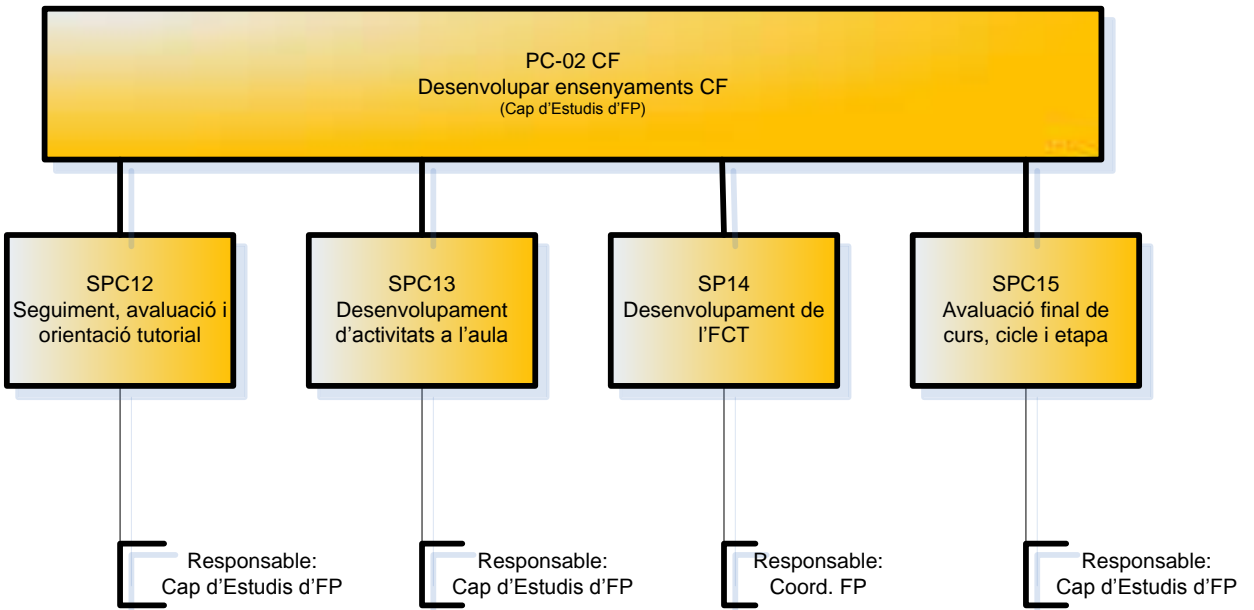 PC-02 CF
Desenvolupar ensenyaments CF
(Cap d'Estudis d'FP)
SPC12
Seguiment, avaluació i
orientació tutorial
SPC13
Desenvolupament
d'activitats a l'aula
SP14
Desenvolupament de
l'FCT
SPC15
Avaluació final de
curs, cicle i etapa
Responsable:
Cap d'Estudis d'FP
Responsable:
Cap d'Estudis d'FP
Responsable:
Coord. FP
Responsable:
Cap d'Estudis d'FP